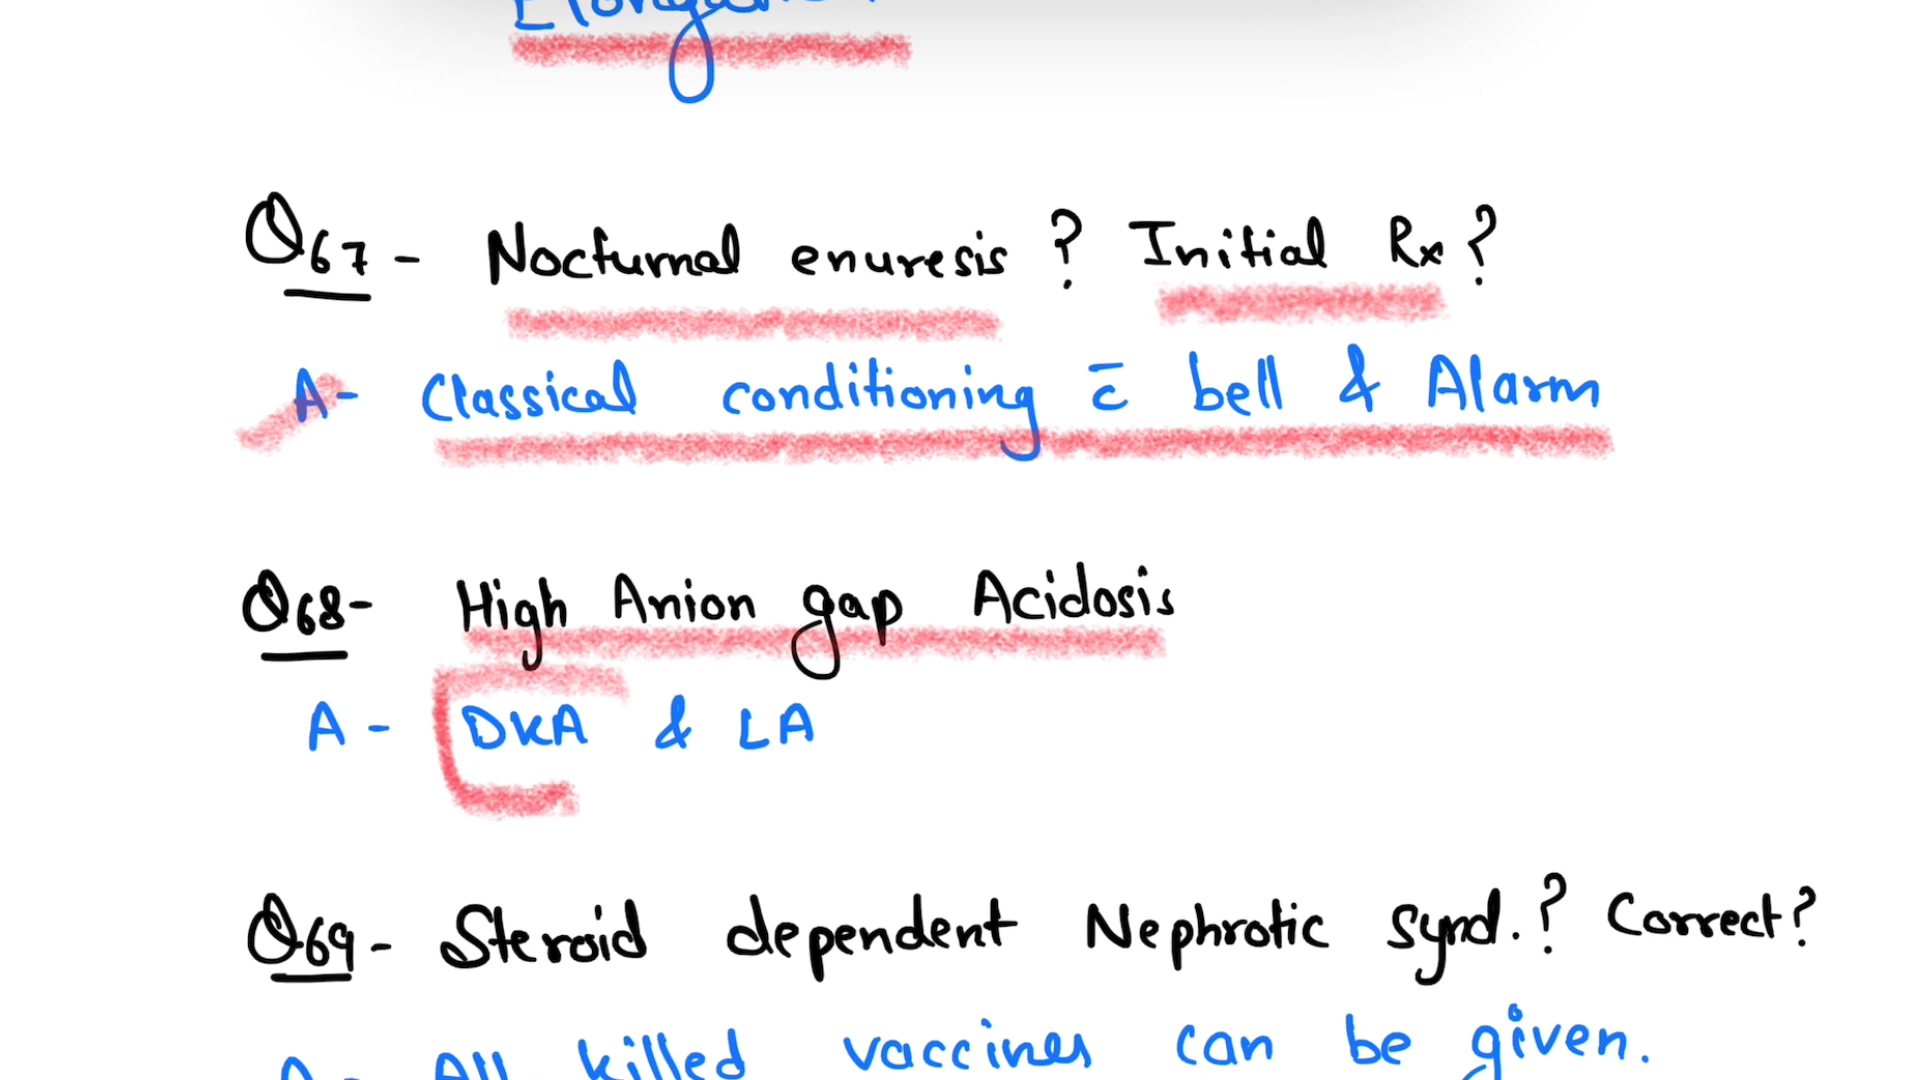 Q67 - Nocturnal enuresis ? Initial Rx ?
A - Classical conditioning c̄ bell & Alarm
Q68 - High Anion gap Acidosis
A - DKA & LA
Q69 - Steroid dependent Nephrotic synd. ? Correct ?
A - All killed vaccines can be given.